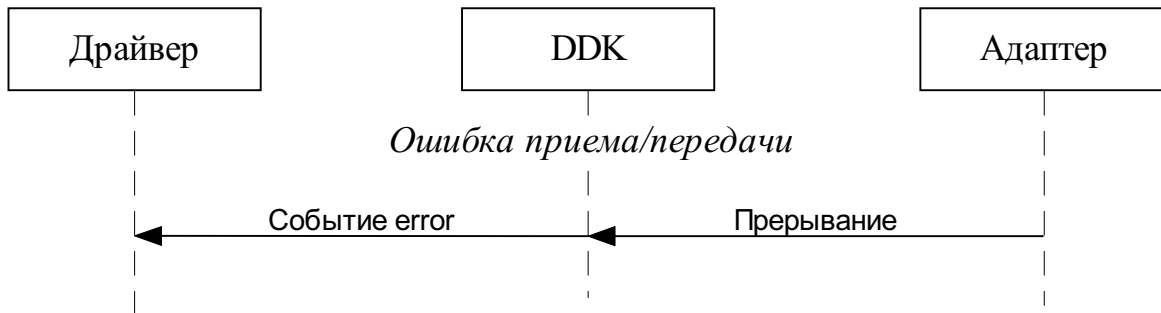 Драйвер DDK Адаптер
Ошибка приема/передачи
Событие error Прерывание